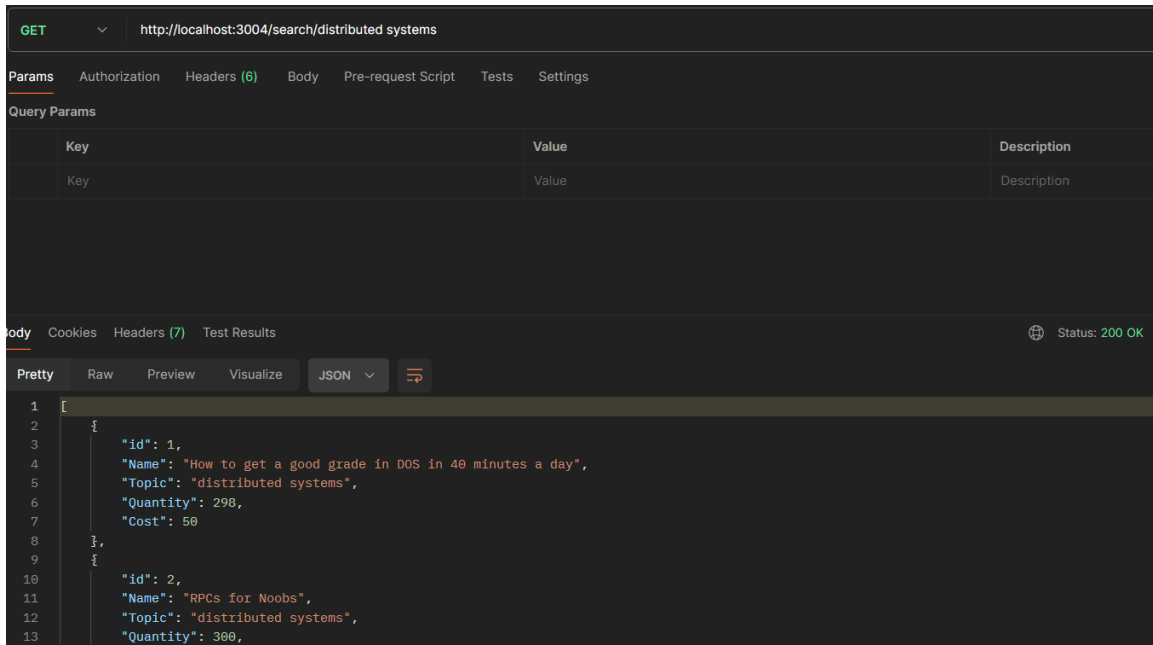 GET http://localhost:3004/search/distributed systems
Params Authorization Headers (6) Body Pre-request Script Tests Settings
Query Params
Key Value Description
Key Value Description
Body Cookies Headers (7) Test Results Status: 200 OK
Pretty Raw Preview Visualize JSON
1 [
2 {
3 "id": 1,
4 "Name": "How to get a good grade in DOS in 40 minutes a day",
5 "Topic": "distributed systems",
6 "Quantity": 298,
7 "Cost": 50
8 },
9 {
10 "id": 2,
11 "Name": "RPCs for Noobs",
12 "Topic": "distributed systems",
13 "Quantity": 300,